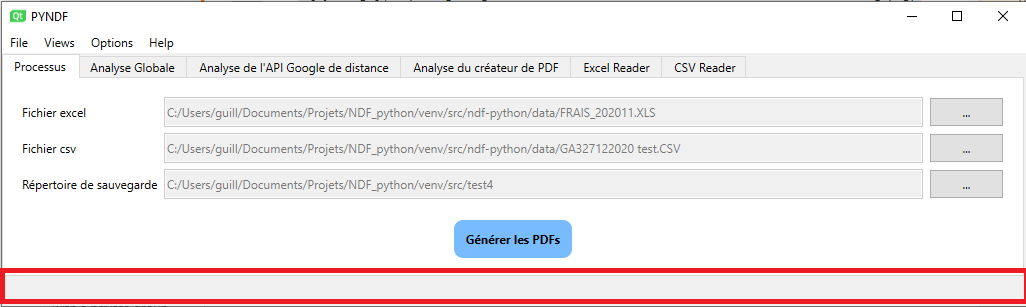 Qt PYNDF
File Views Options Help
Processus Analyse Globale Analyse de l'API Google de distance Analyse du créateur de PDF Excel Reader CSV Reader
Fichier excel C:/Users/guill/Documents/Projets/NDF_python/venv/src/ndf-python/data/FRAIS_202011.XLS ...
Fichier csv C:/Users/guill/Documents/Projets/NDF_python/venv/src/ndf-python/data/GA327122020 test.CSV ...
Répertoire de sauvegarde C:/Users/guill/Documents/Projets/NDF_python/venv/src/test4 ...
Générer les PDFs